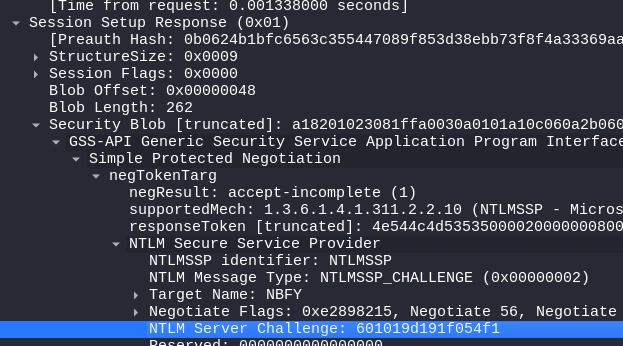 [Time from request: 0.001338000 seconds]
Session Setup Response (0x01)
[Preauth Hash: 0b0624b1bfc6563c355447089f853d38ebb73f8f4a33369aa
StructureSize: 0x0009
Session Flags: 0x0000
Blob Offset: 0x00000048
Blob Length: 262
Security Blob [truncated]: a18201023081ffa0030a0101a10c060a2b060
GSS-API Generic Security Service Application Program Interface
Simple Protected Negotiation
negTokenTarg
negResult: accept-incomplete (1)
supportedMech: 1.3.6.1.4.1.311.2.2.10 (NTLMSSP - Micros
responseToken [truncated]: 4e544c4d53535000020000000800
NTLM Secure Service Provider
NTLMSSP identifier: NTLMSSP
NTLM Message Type: NTLMSSP_CHALLENGE (0x00000002)
Target Name: NBFY
Negotiate Flags: 0xe2898215, Negotiate 56, Negotiate
NTLM Server Challenge: 601019d191f054f1
Reserved: 0000000000000000